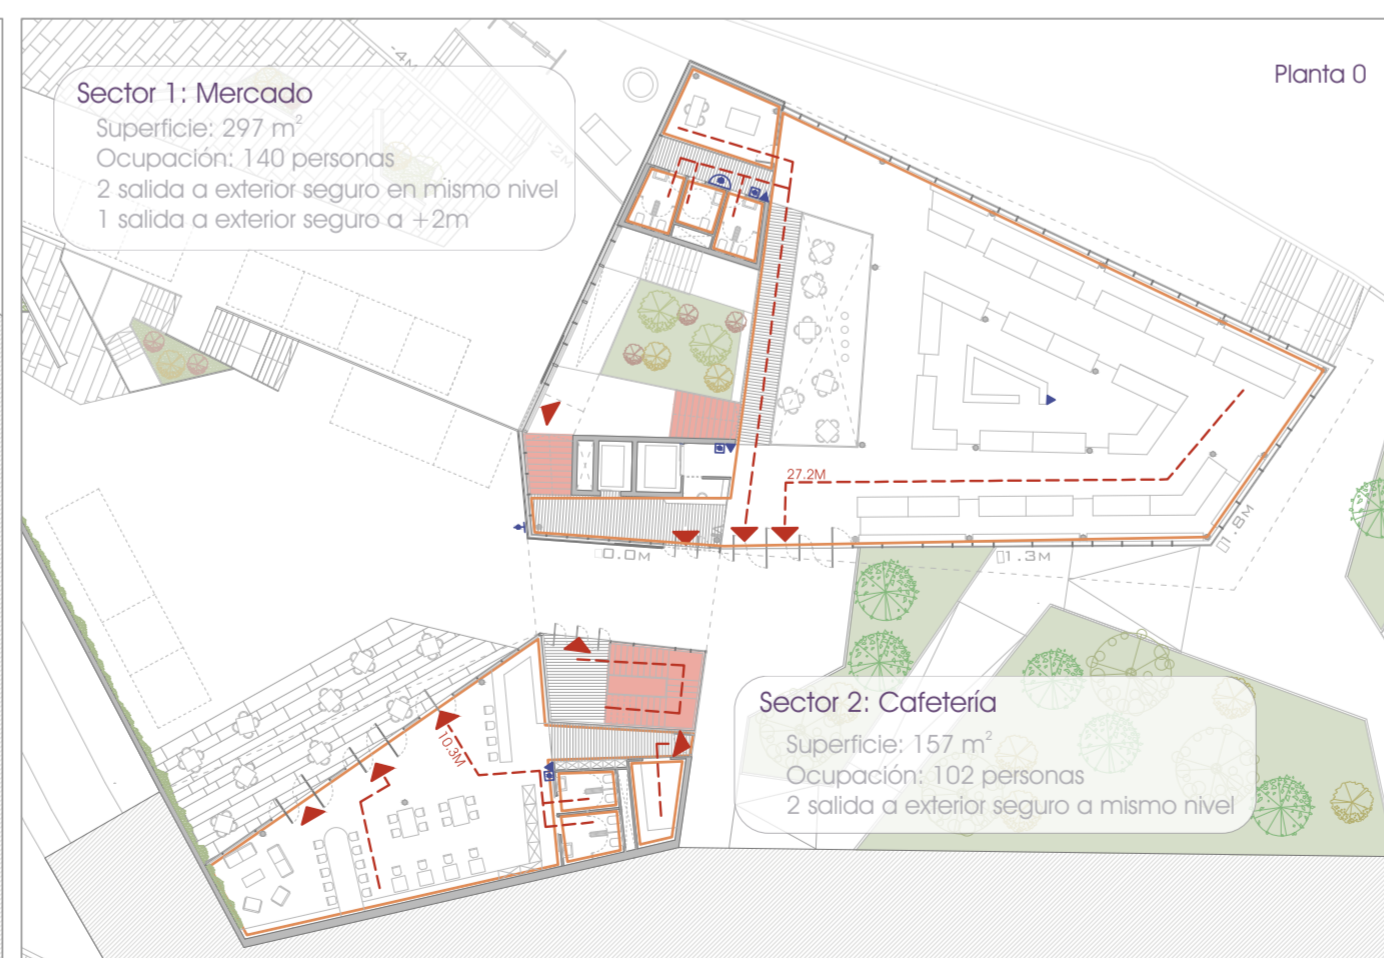 Planta 0
-4M
Sector 1: Mercado
Superficie: 297 m²
Ocupación: 140 personas
2 salida a exterior seguro en mismo nivel
1 salida a exterior seguro a +2m
-2M
27.2M
0.0M
1.3M
1.8M
10.3M
Sector 2: Cafetería
Superficie: 157 m²
Ocupación: 102 personas
2 salida a exterior seguro a mismo nivel